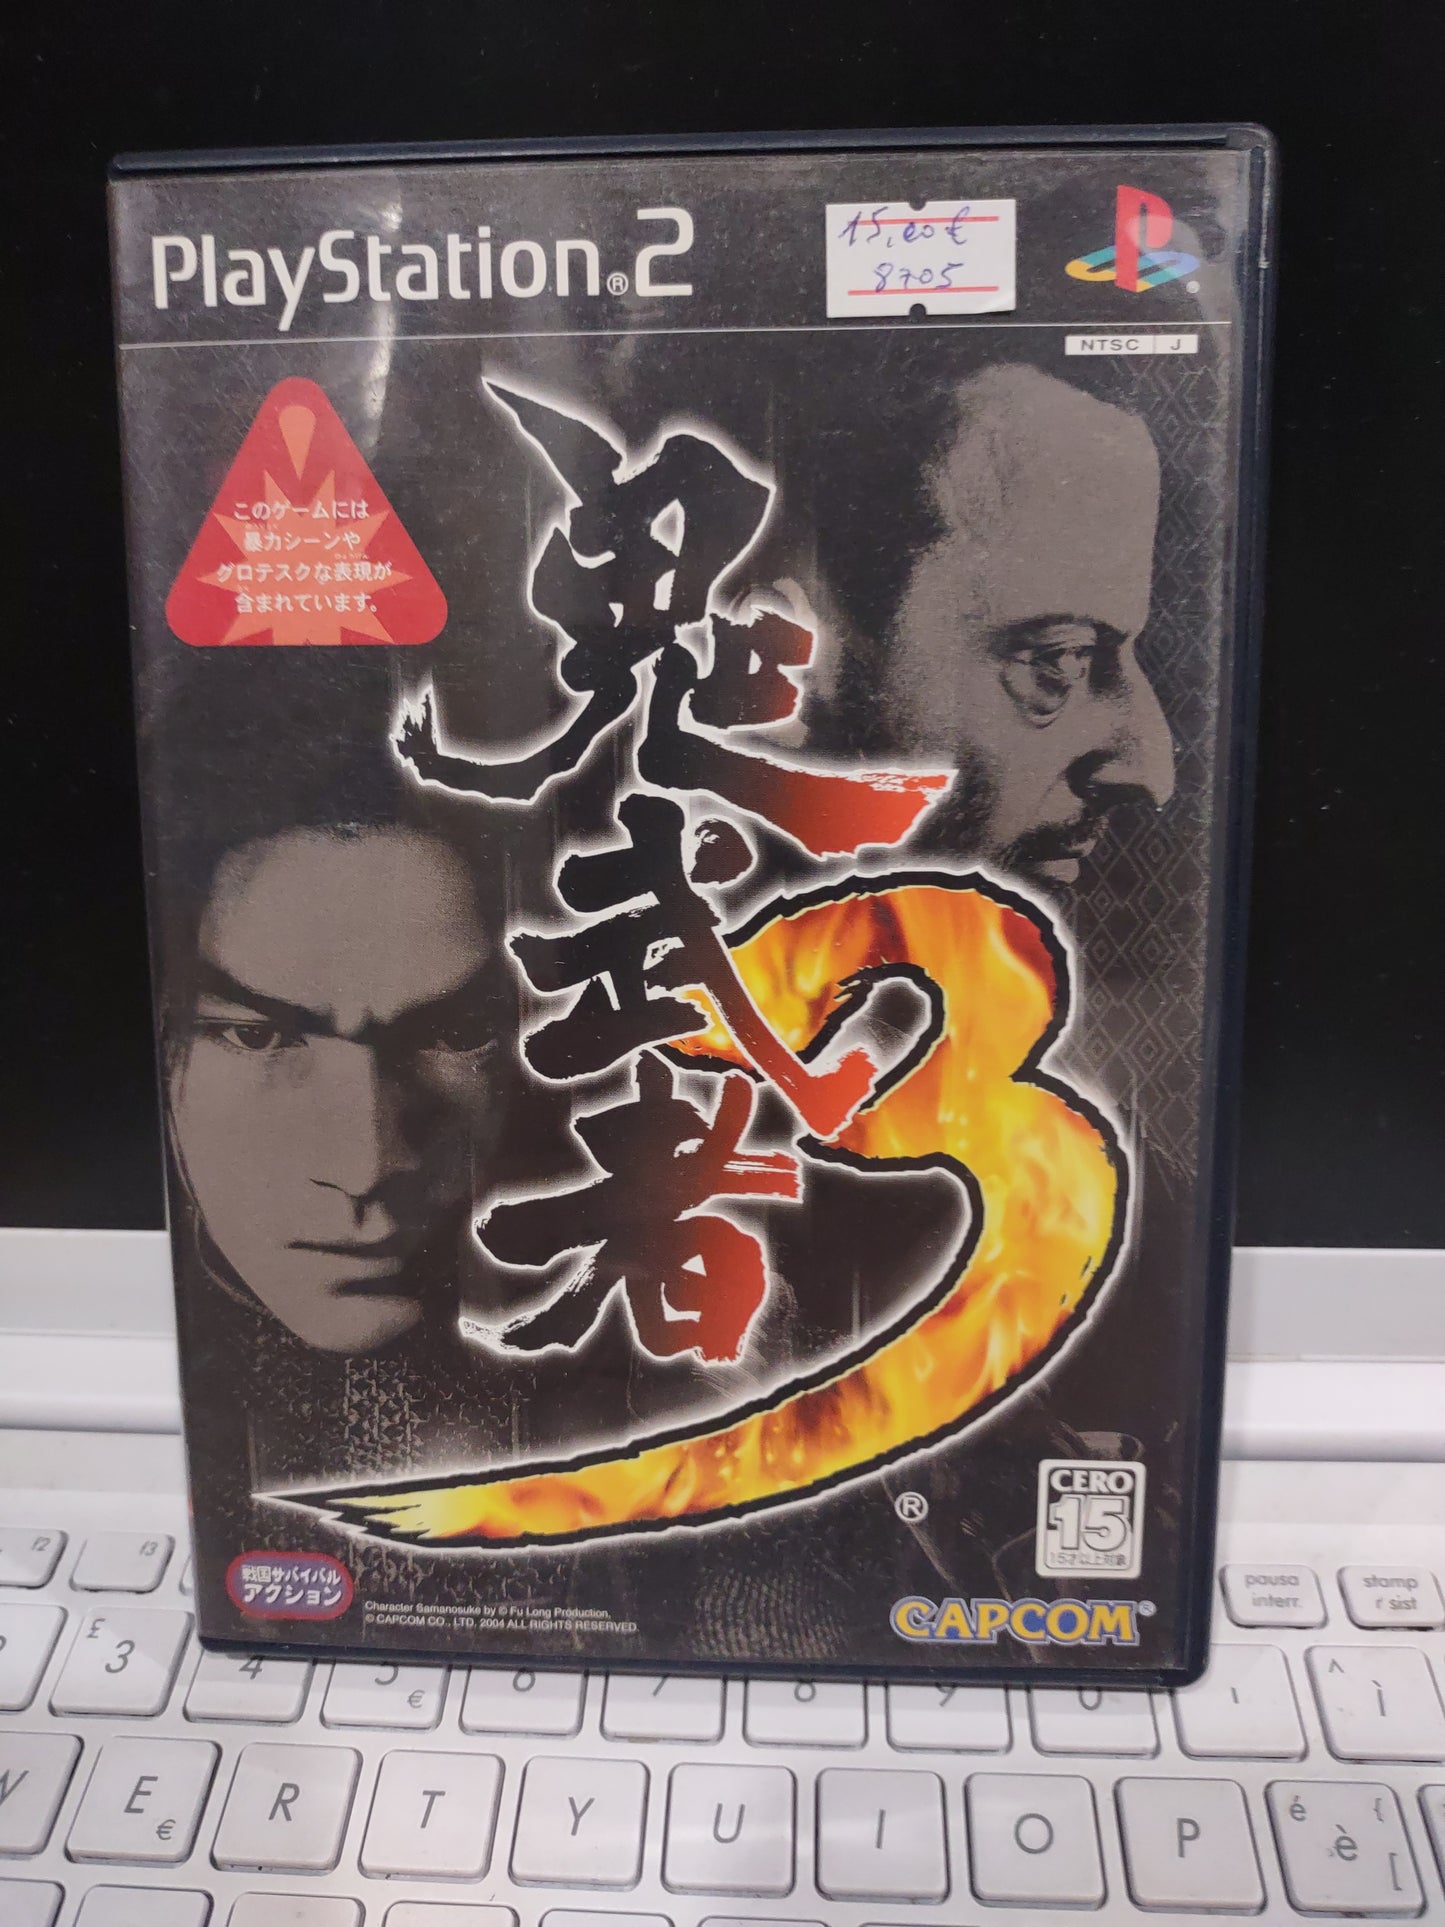 PlayStation®2
15,00€
8705
NTSC J
このゲームには
暴力シーンや
グロテスクな表現が
含まれています。
鬼武者
3
®
CERO
15
15才以上対象
戦国サバイバル
アクション
Character Samanosuke by © Fu Long Production,
© CAPCOM CO., LTD. 2004 ALL RIGHTS RESERVED.
CAPCOM®
f2 f3 pausa interr. stamp r sist
£ 3 4 5 € 6 7 8 9 0 ^ ì
W E € R T Y U I O P é è { [